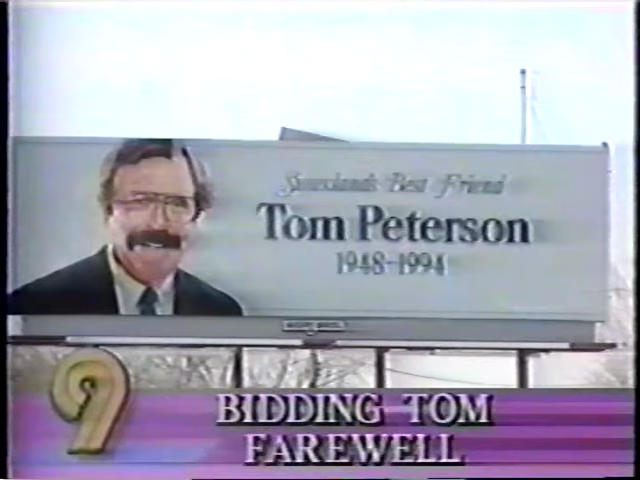 Siouxland's Best Friend
Tom Peterson
1948-1994
9
BIDDING TOM
FAREWELL